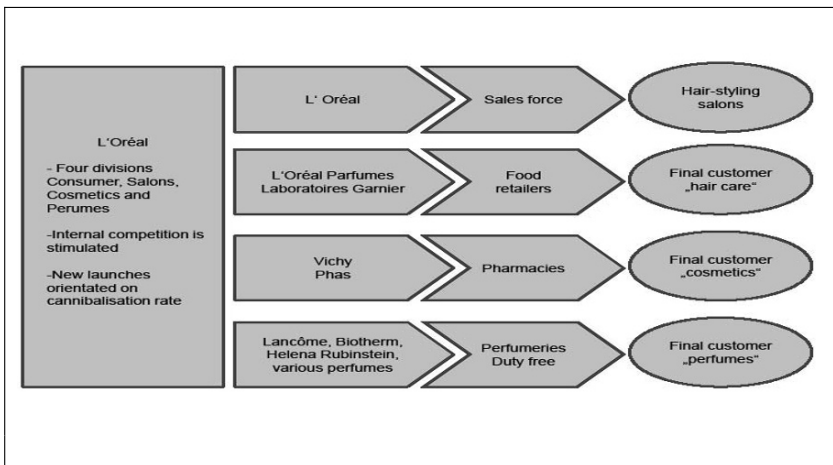 L'Oréal
- Four divisions
Consumer, Salons,
Cosmetics and
Perumes
-Internal competition is
stimulated
-New launches
orientated on
cannibalisation rate
L' Oréal
Sales force
Hair-styling
salons
L'Oréal Parfumes
Laboratoires Garnier
Food
retailers
Final customer
„hair care“
Vichy
Phas
Pharmacies
Final customer
„cosmetics“
Lancôme, Biotherm,
Helena Rubinstein,
various perfumes
Perfumeries
Duty free
Final customer
„perfumes“